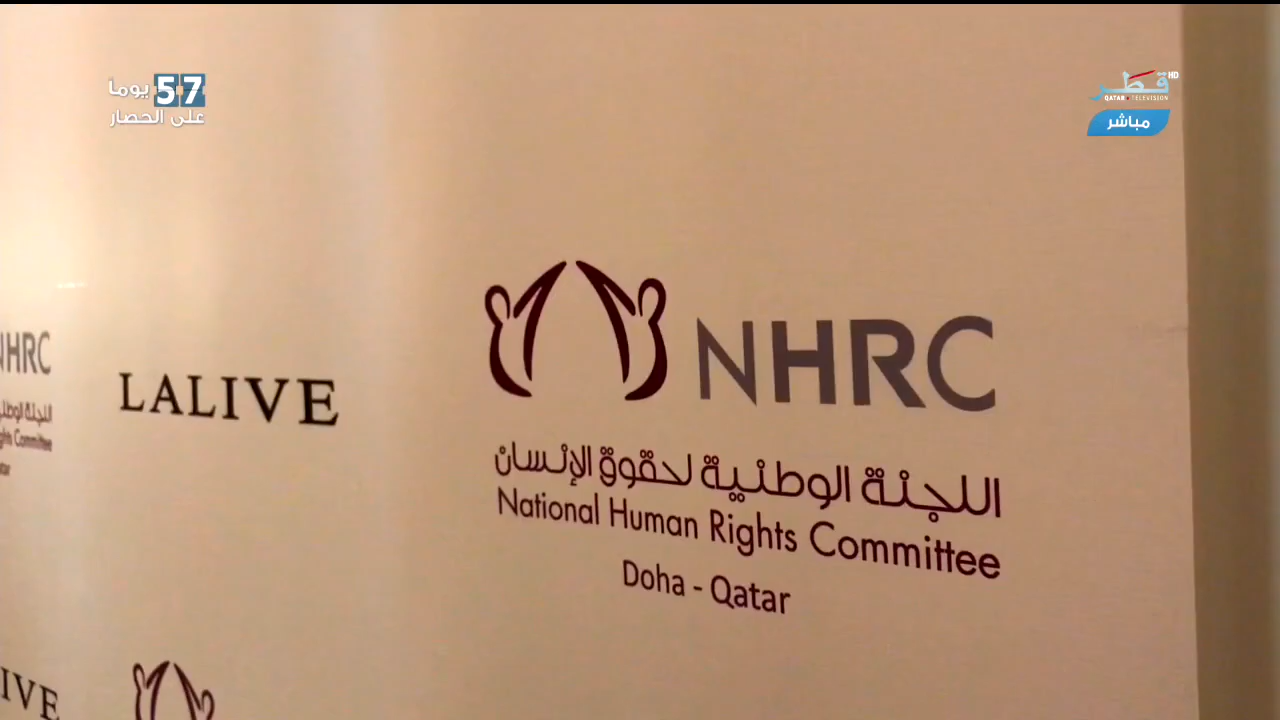 57 يوماً
على الحصار
قطر HD
QATAR TELEVISION
مباشر
NHRC
اللجنة الوطنية لحقوق الإنسان
National Human Rights Committee
Doha - Qatar
LALIVE
NHRC
Committee